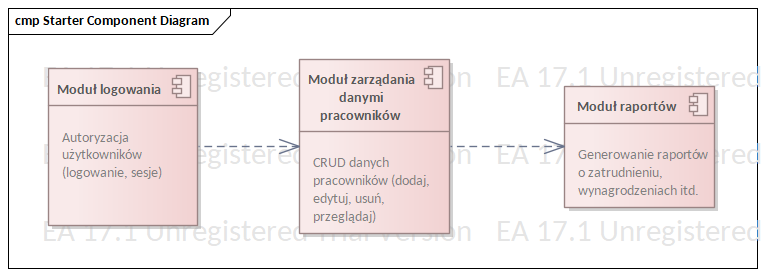 cmp Starter Component Diagram
EA 17.1 Unregistered Trial Version EA 17.1 Unregistered
Moduł logowania
Autoryzacja
użytkowników
(logowanie, sesje)
Moduł zarządania
danymi
pracowników
CRUD danych
pracowników (dodaj,
edytuj, usuń,
przeglądaj)
Moduł raportów
Generowanie raportów
o zatrudnieniu,
wynagrodzeniach itd.
EA 17.1 Unregistered Trial Version EA 17.1 Unregistered
EA 17.1 Unregistered Trial Version EA 17.1 Unregistered